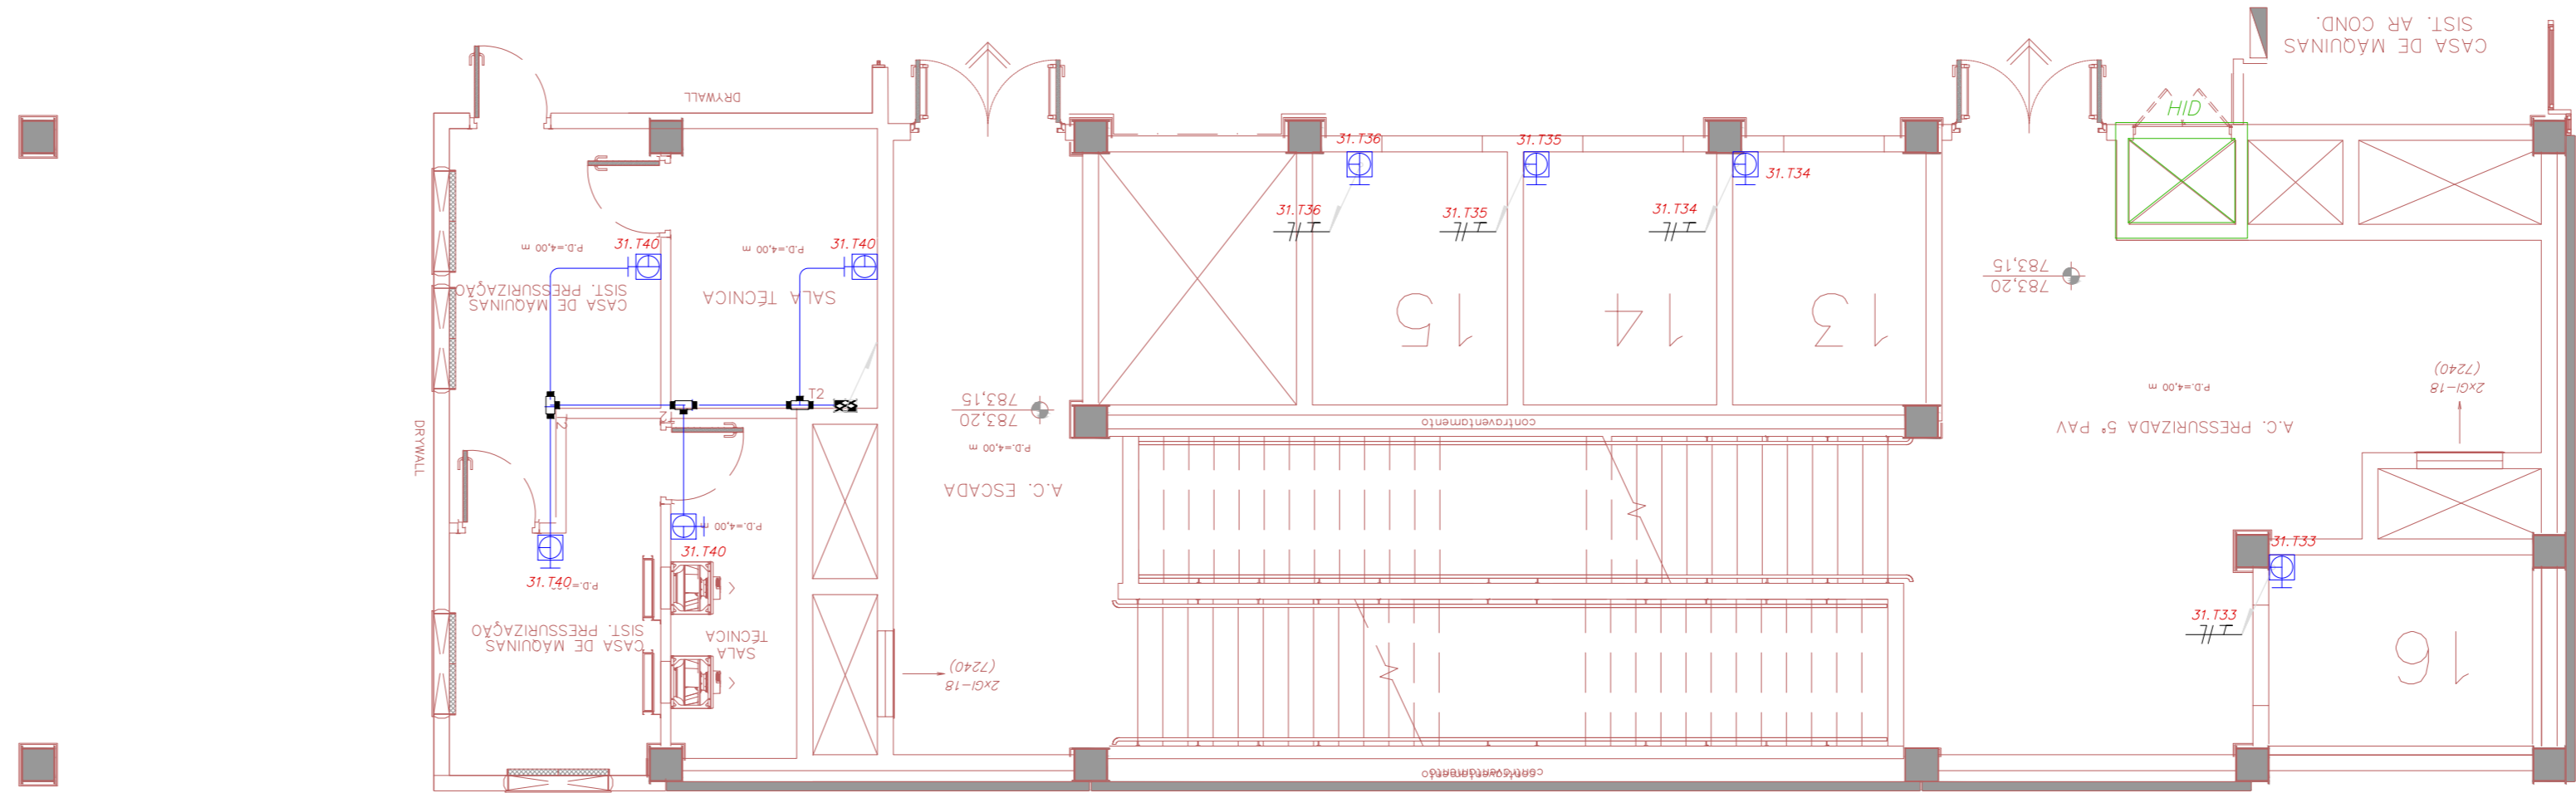 CASA DE MÁQUINAS
SIST. AR COND.
HID
DRYWALL
31.T36
31.T35
31.T34
31.T36
31.T35
31.T34
31.T40
31.T40
P.D.=4,00 m
P.D.=4,00 m
CASA DE MÁQUINAS
SIST. PRESSURIZAÇÃO
SALA TÉCNICA
15
14
13
783,20
783,15
783,20
783,15
P.D.=4,00 m
T2
T2
T2
contraventamento
DRYWALL
A.C. ESCADA
2xGI-18
(7240)
P.D.=4,00 m
A.C. PRESSURIZADA 5º PAV
P.D.=4,00 m
31.T40
31.T40
P.D.=
31.T33
31.T33
CASA DE MÁQUINAS
SIST. PRESSURIZAÇÃO
SALA
TÉCNICA
2xGI-18
(7240)
16
contraventamento